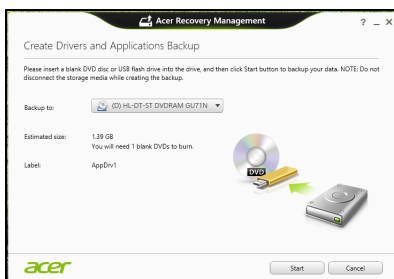 Acer Recovery Management
? _ ×
Create Drivers and Applications Backup
Please insert a blank DVD disc or USB flash drive into the drive, and then click Start button to backup your data. NOTE: Do not
disconnect the storage media while creating the backup.
Backup to:
(D) HL-DT-ST DVDRAM GU71N
Estimated size:
1.39 GB
You will need 1 blank DVDs to burn.
Label:
AppDrv1
DVD
acer
Start
Cancel